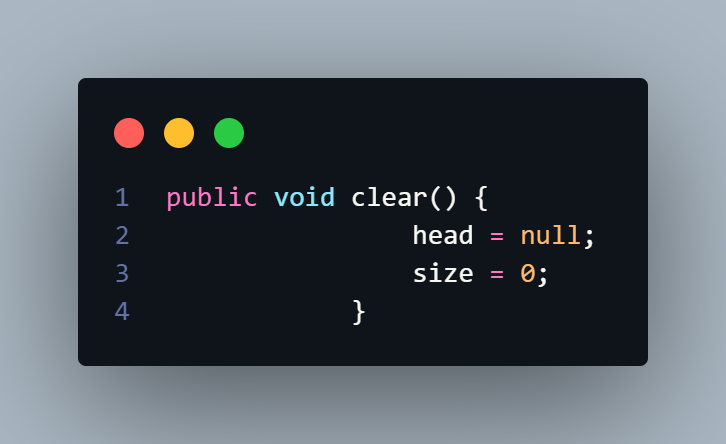 1 public void clear() {
2                 head = null;
3                 size = 0;
4             }